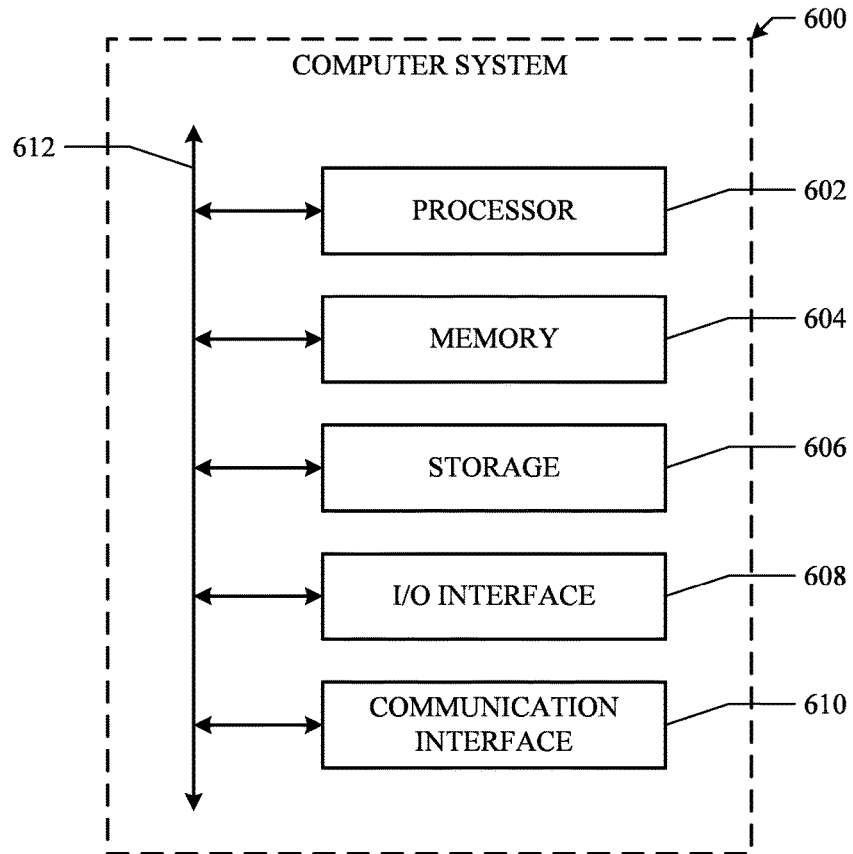 600
COMPUTER SYSTEM
612
PROCESSOR
602
MEMORY
604
STORAGE
606
I/O INTERFACE
608
COMMUNICATION
INTERFACE
610